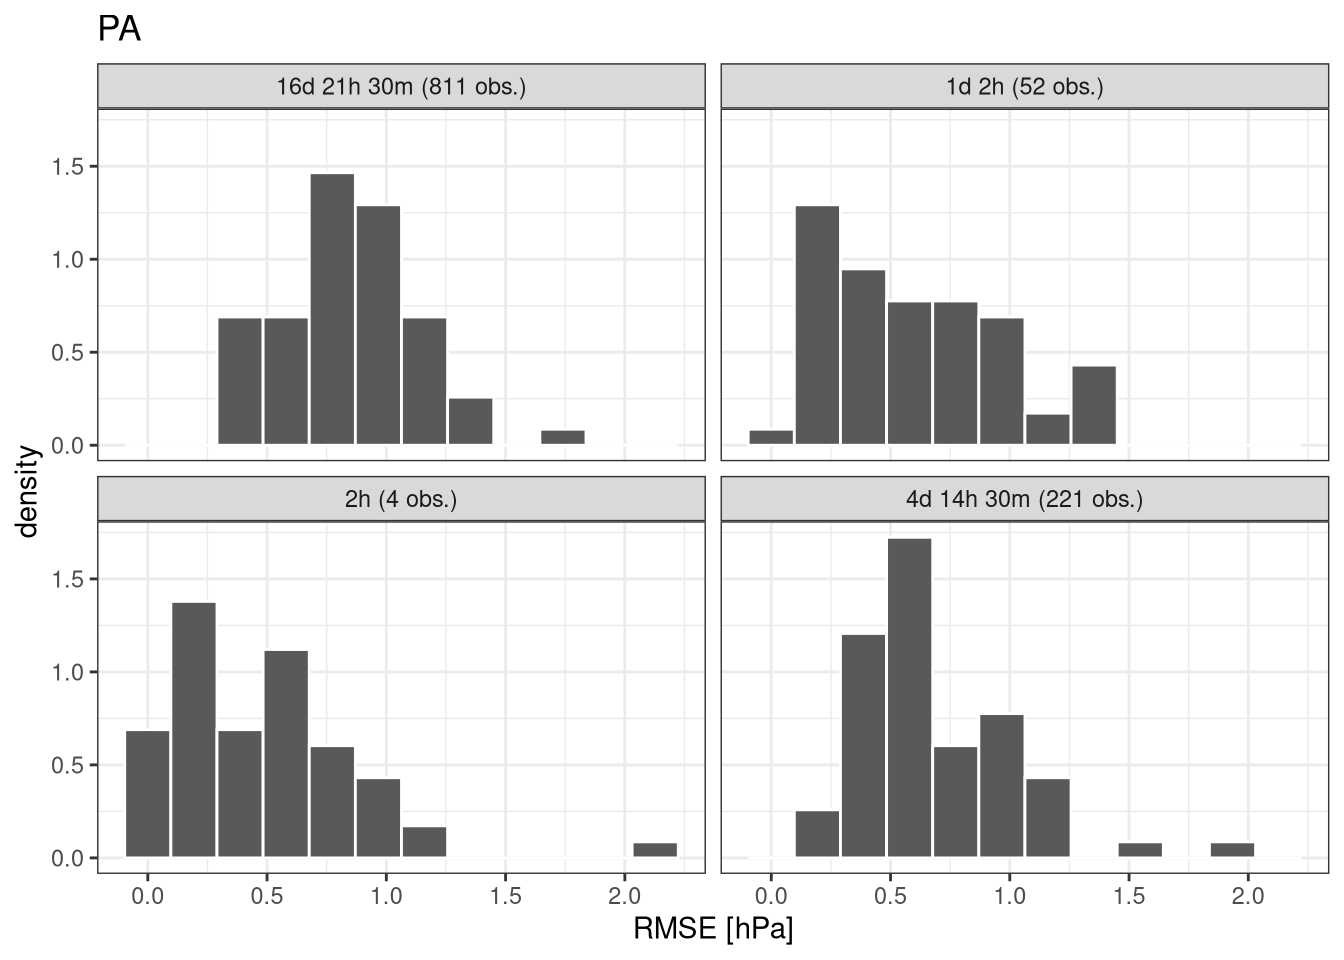 PA
16d 21h 30m (811 obs.)
1d 2h (52 obs.)
1.5
1.0
0.5
0.0
2h (4 obs.)
4d 14h 30m (221 obs.)
1.5
1.0
0.5
0.0
density
0.0 0.5 1.0 1.5 2.0
0.0 0.5 1.0 1.5 2.0
RMSE [hPa]